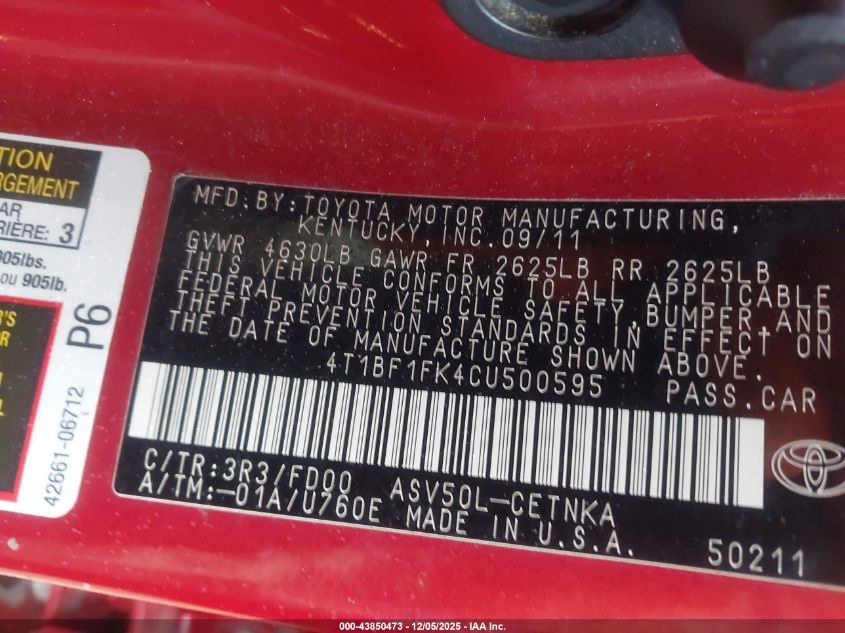 TION
RGEMENT
AR
RIÈRE: 3
805lbs.
ou 905lb.
P6
R'S
OR
42661-06712
MFD. BY: TOYOTA MOTOR MANUFACTURING,
KENTUCKY, INC. 09/11
GVWR 4630LB GAWR FR 2625LB RR 2625LB
THIS VEHICLE CONFORMS TO ALL APPLICABLE
FEDERAL MOTOR VEHICLE SAFETY, BUMPER, AND
THEFT PREVENTION STANDARDS IN EFFECT ON
THE DATE OF MANUFACTURE SHOWN ABOVE.
4T1BF1FK4CU500595 PASS.CAR
C/TR: 3R3/FD00 ASV50L-CETNKA
A/TM: -01A/U760E MADE IN U.S.A.
50211
000-43850473 - 12/05/2025 - IAA Inc.